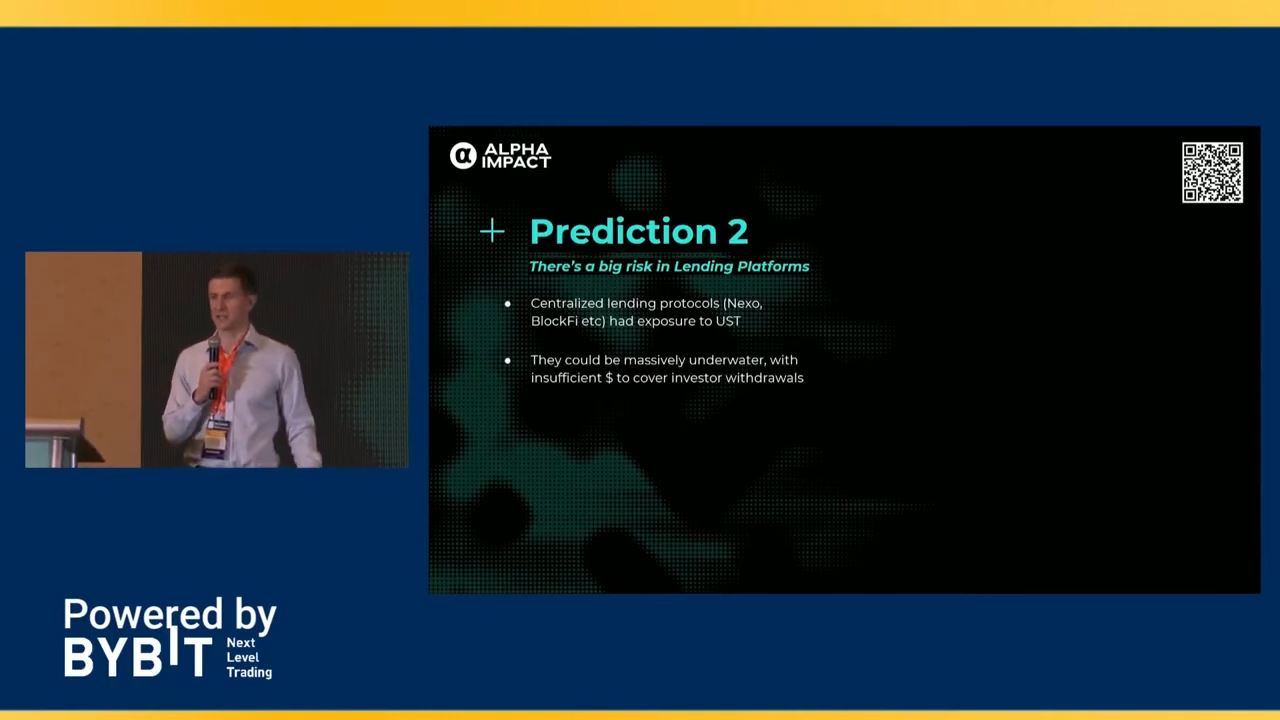 ALPHA
IMPACT
Prediction 2
There's a big risk in Lending Platforms
• Centralized lending protocols (Nexo,
BlockFi etc) had exposure to UST
• They could be massively underwater, with
insufficient $ to cover investor withdrawals
Powered by
BYBIT
Next
Level
Trading